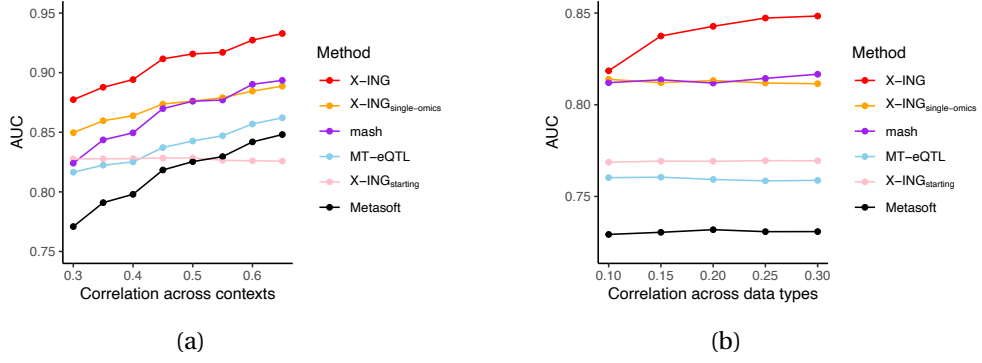 0.95
0.90
0.85
0.80
0.75
AUC
0.3
0.4
0.5
0.6
Correlation across contexts
Method
X−ING
X−INGsingle−omics
mash
MT−eQTL
X−INGstarting
Metasoft
(a)
0.85
0.80
0.75
AUC
0.10
0.15
0.20
0.25
0.30
Correlation across data types
Method
X−ING
X−INGsingle−omics
mash
MT−eQTL
X−INGstarting
Metasoft
(b)